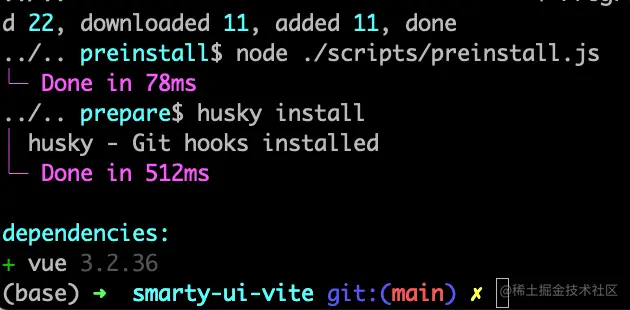 d 22, downloaded 11, added 11, done
../.. preinstall$ node ./scripts/preinstall.js
└─ Done in 78ms
../.. prepare$ husky install
│ husky - Git hooks installed
└─ Done in 512ms
dependencies:
+ vue 3.2.36
(base) ➜ smarty-ui-vite git:(main) ✗
@稀土掘金技术社区